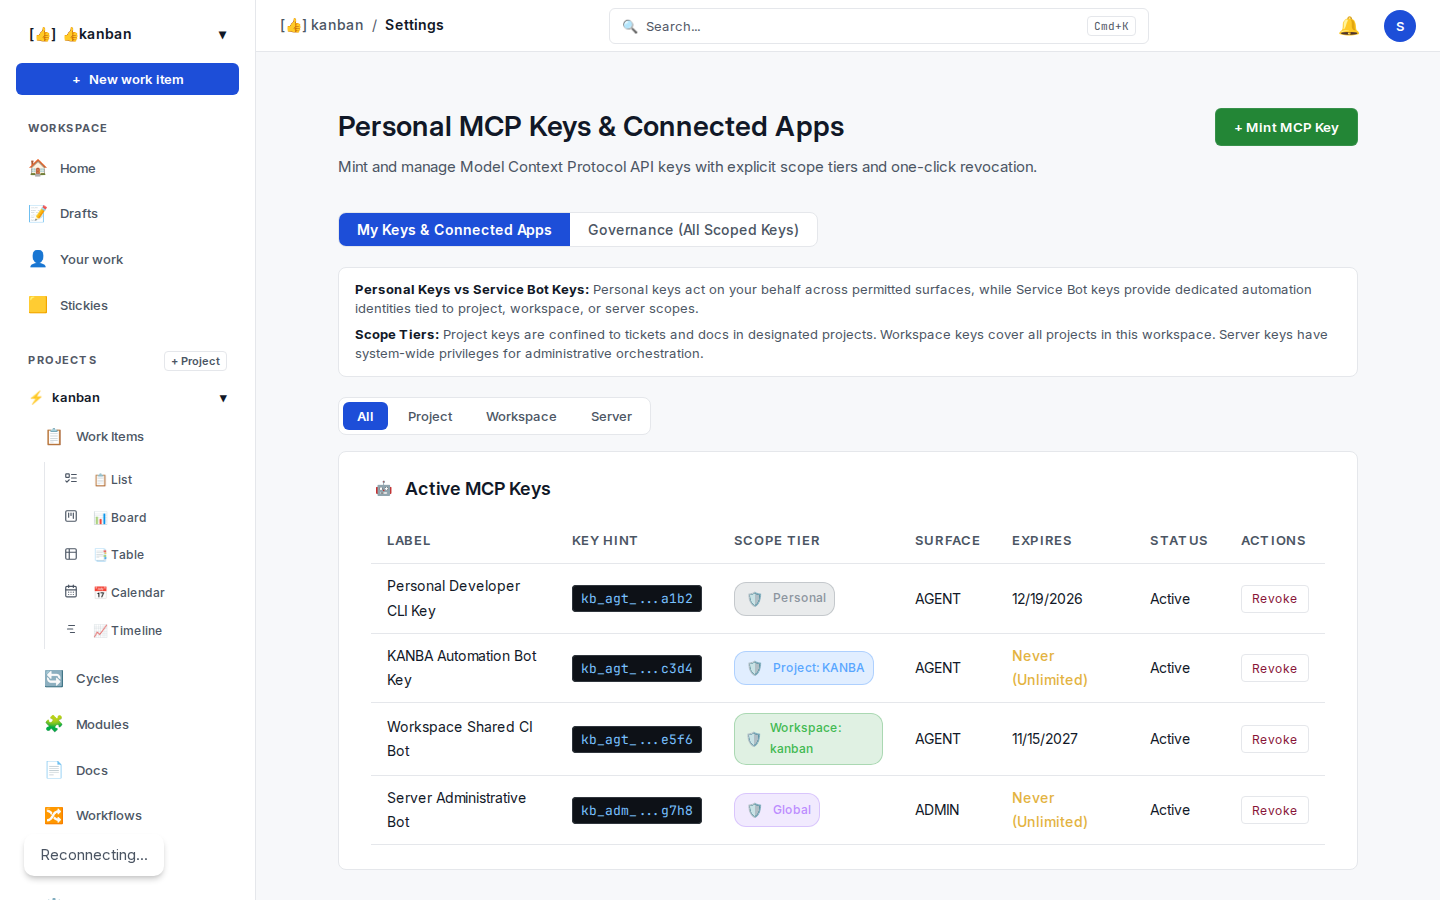 [👍] 👍kanban ▾
+ New work item
WORKSPACE
Home
Drafts
Your work
Stickies
PROJECTS
+ Project
kanban ▾
Work Items
List
Board
Table
Calendar
Timeline
Cycles
Modules
Docs
Workflows
Reconnecting...
[👍] kanban / Settings
Search...
Cmd+K
S
Personal MCP Keys & Connected Apps
+ Mint MCP Key
Mint and manage Model Context Protocol API keys with explicit scope tiers and one-click revocation.
My Keys & Connected Apps
Governance (All Scoped Keys)
Personal Keys vs Service Bot Keys: Personal keys act on your behalf across permitted surfaces, while Service Bot keys provide dedicated automation
identities tied to project, workspace, or server scopes.
Scope Tiers: Project keys are confined to tickets and docs in designated projects. Workspace keys cover all projects in this workspace. Server keys have
system-wide privileges for administrative orchestration.
All Project Workspace Server
Active MCP Keys
LABEL KEY HINT SCOPE TIER SURFACE EXPIRES STATUS ACTIONS
Personal Developer
CLI Key
kb_agt_...a1b2 Personal AGENT 12/19/2026 Active Revoke
KANBA Automation Bot
Key
kb_agt_...c3d4 Project: KANBA AGENT
Never
(Unlimited)
Active Revoke
Workspace Shared CI
Bot
kb_agt_...e5f6
Workspace:
kanban
AGENT 11/15/2027 Active Revoke
Server Administrative
Bot
kb_adm_...g7h8 Global ADMIN
Never
(Unlimited)
Active Revoke